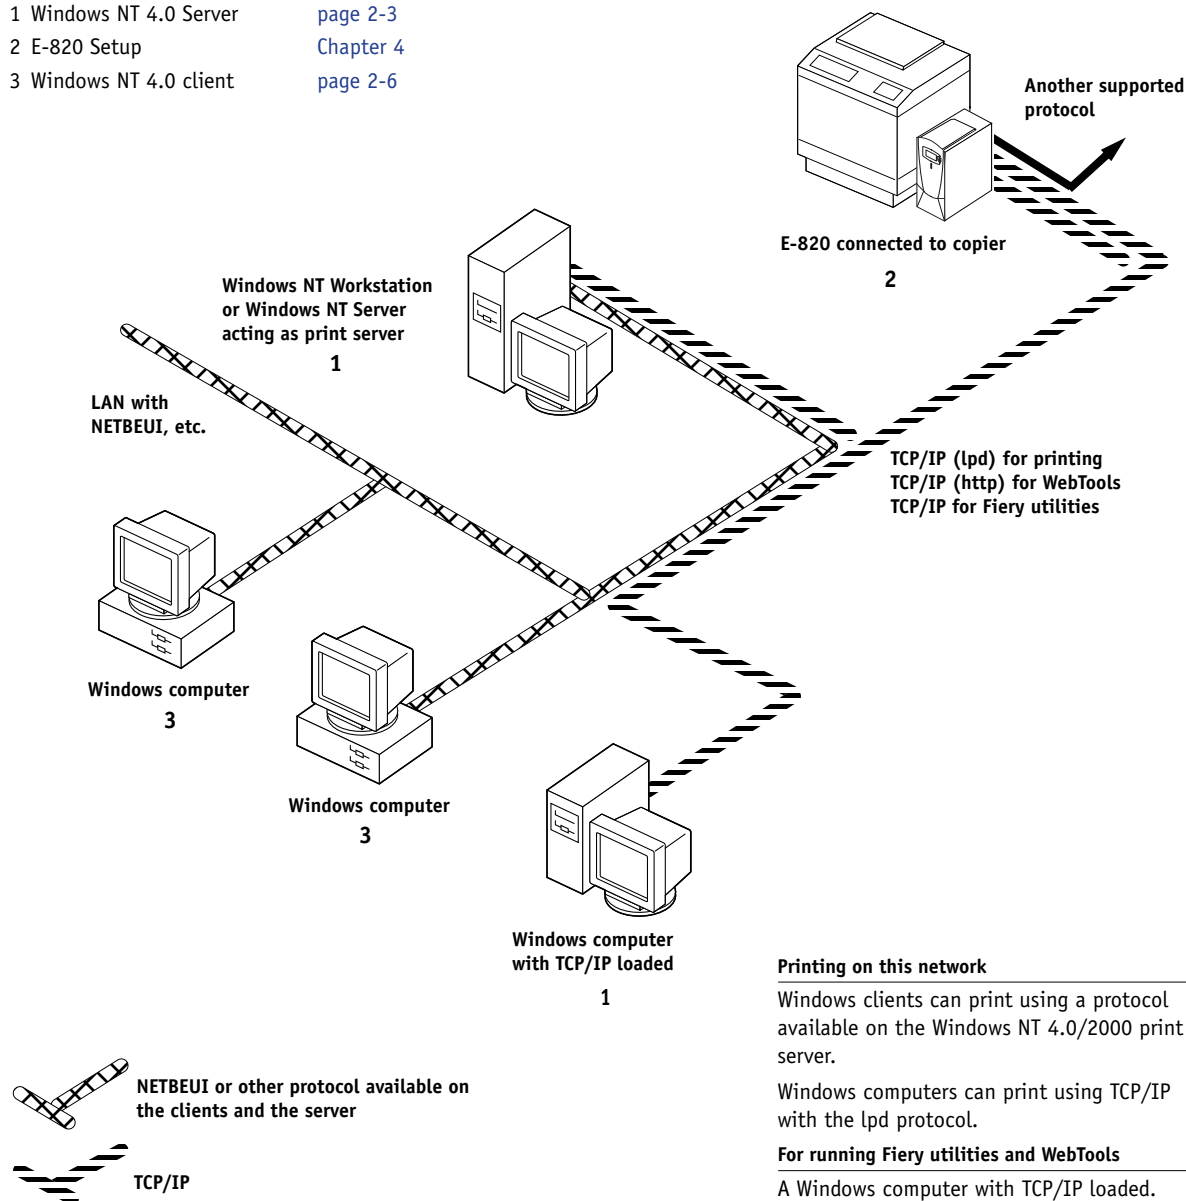 1 Windows NT 4.0 Server page 2-3
2 E-820 Setup Chapter 4
3 Windows NT 4.0 client page 2-6
Another supported
protocol
E-820 connected to copier
2
Windows NT Workstation
or Windows NT Server
acting as print server
1
LAN with
NETBEUI, etc.
TCP/IP (lpd) for printing
TCP/IP (http) for WebTools
TCP/IP for Fiery utilities
Windows computer
3
Windows computer
3
Windows computer
with TCP/IP loaded
1
Printing on this network
Windows clients can print using a protocol
available on the Windows NT 4.0/2000 print
server.
Windows computers can print using TCP/IP
with the lpd protocol.
For running Fiery utilities and WebTools
A Windows computer with TCP/IP loaded.
NETBEUI or other protocol available on
the clients and the server
TCP/IP